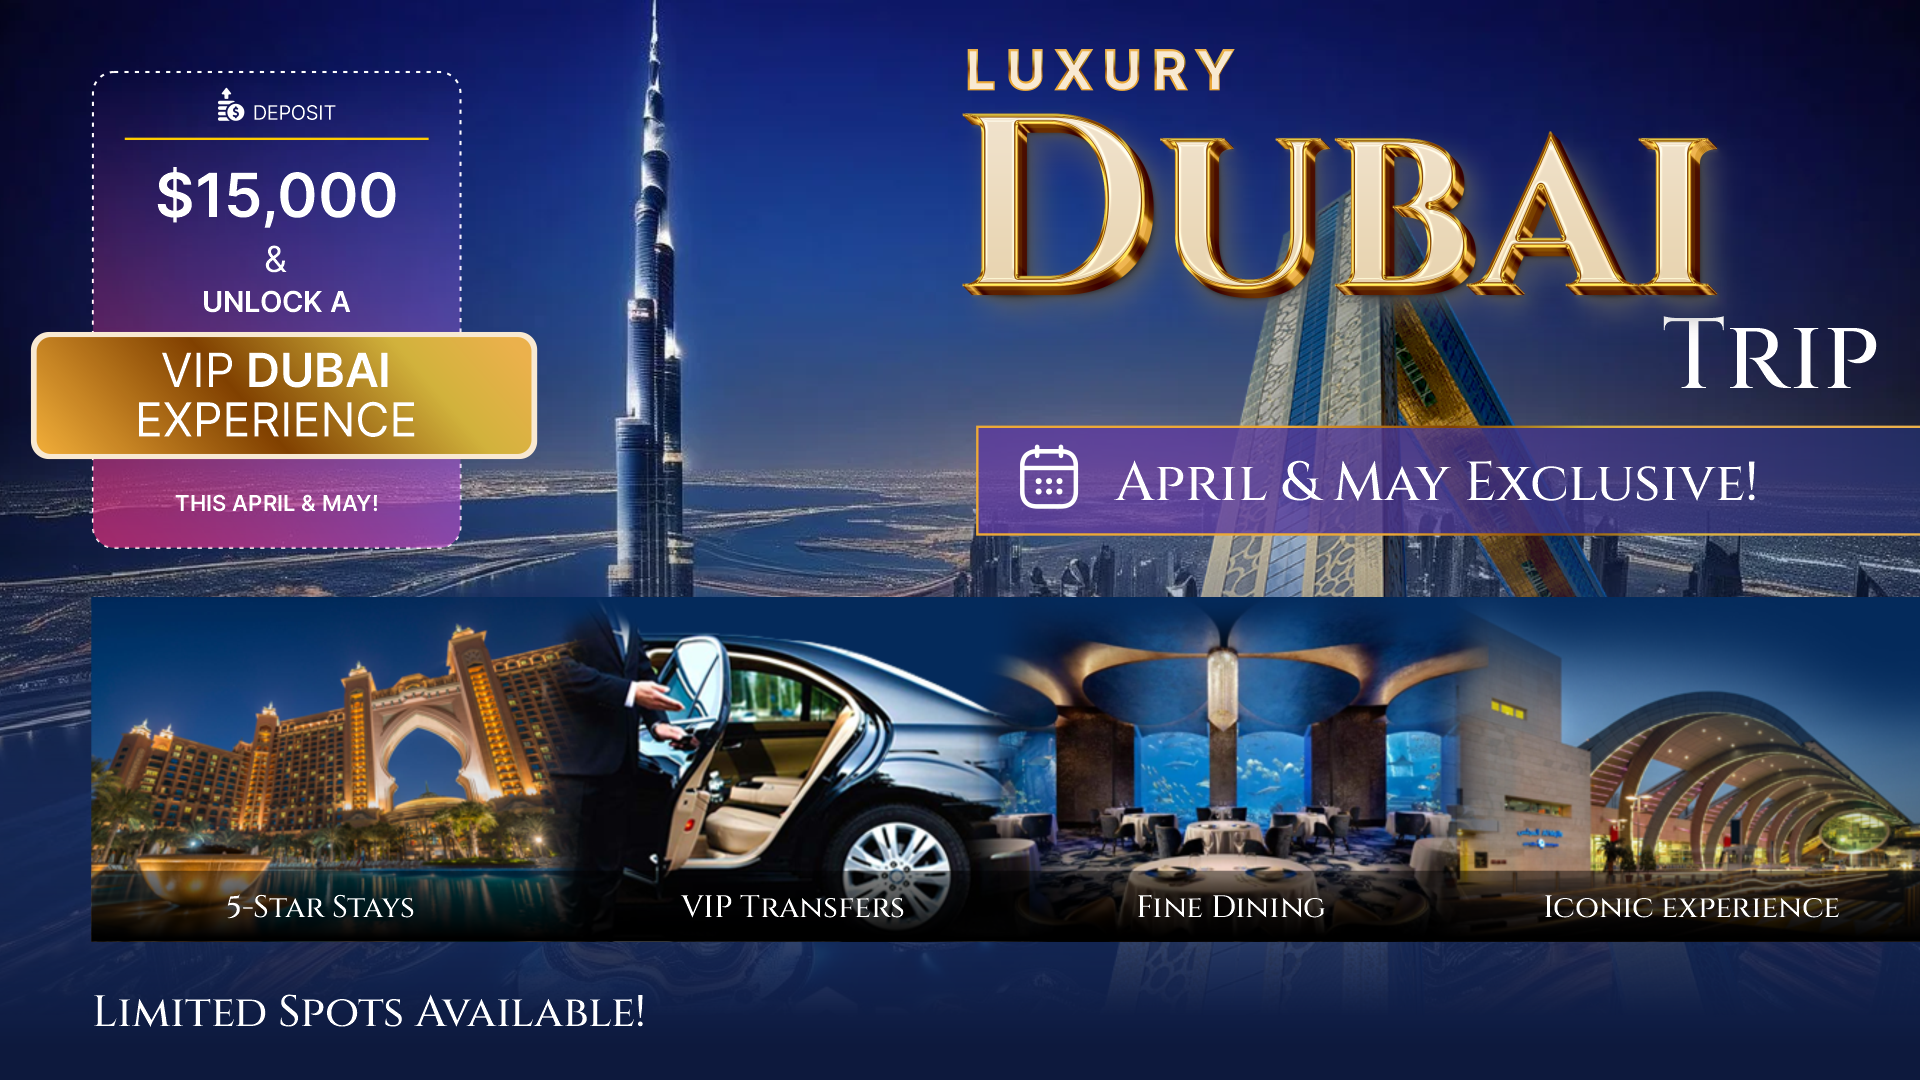 DEPOSIT
$15,000
&
UNLOCK A
VIP DUBAI
EXPERIENCE
THIS APRIL & MAY!
LUXURY
DUBAI
TRIP
APRIL & MAY EXCLUSIVE!
5-STAR STAYS
VIP TRANSFERS
FINE DINING
ICONIC EXPERIENCE
LIMITED SPOTS AVAILABLE!